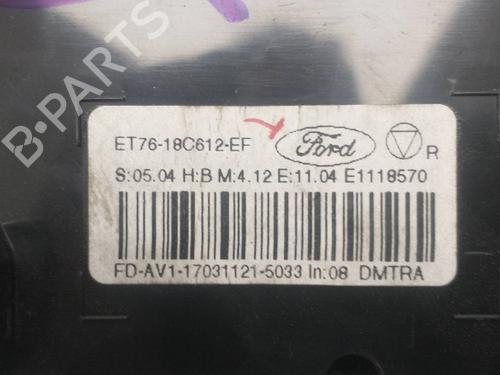 B-PARTS
ET76-18C612-EF Ford R
S:05.04 H:B M:4.12 E:11.04 E1118570
FD-AV1-17031121-5033 In:08 DMTRA